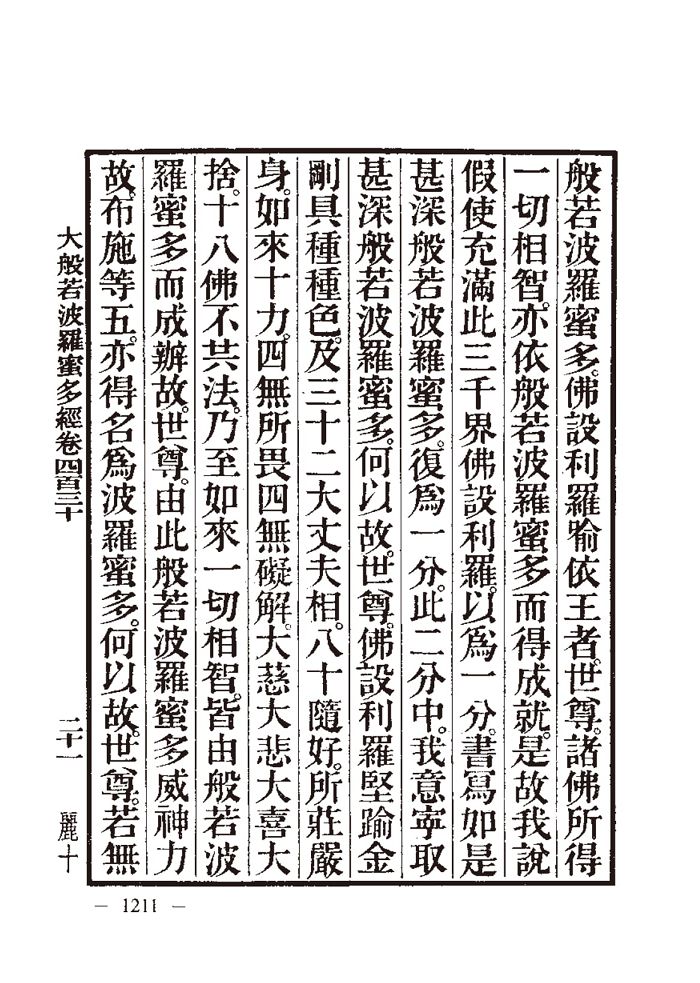 般若波羅蜜多。佛設利羅喻依王者。世尊。諸佛所得
一切相智。亦依般若波羅蜜多而得成就。是故我說
假使充滿此三千界佛設利羅。以爲一分。書寫如是
甚深般若波羅蜜多。復爲一分。此二分中。我意寧取
甚深般若波羅蜜多。何以故。世尊。佛設利羅堅踰金
剛具種種色。及三十二大丈夫相。八十隨好。所莊嚴
身。如來十力。四無所畏四無礙解。大慈大悲大喜大
捨。十八佛不共法。乃至如來一切相智。皆由般若波
羅蜜多而成辦故。世尊。由此般若波羅蜜多威神力
故。布施等五。亦得名爲波羅蜜多。何以故。世尊。若無
大般若波羅蜜多經卷四百三十 二十一 麗十
— 1211 —